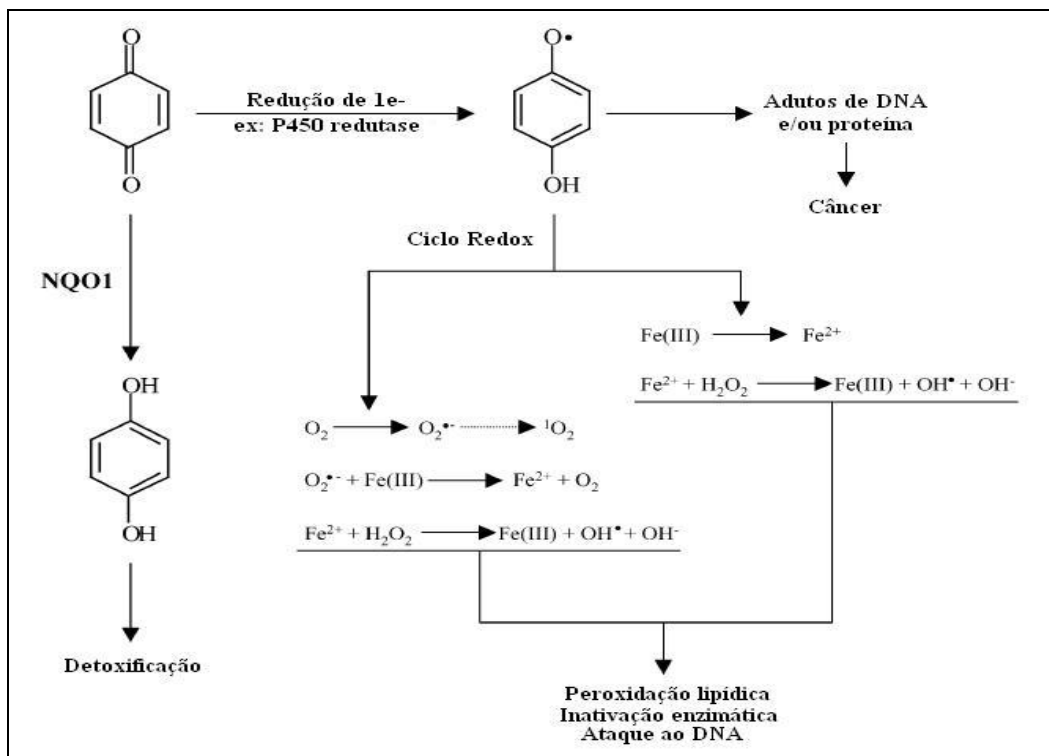 O
O
Redução de 1e-
ex: P450 redutase
O•
OH
Adutos de DNA
e/ou proteína
Câncer
Ciclo Redox
NQO1
OH
OH
Detoxificação
Fe(III) → Fe²⁺
Fe²⁺ + H₂O₂ → Fe(III) + OH• + OH⁻
O₂ → O₂•⁻ → ¹O₂
O₂•⁻ + Fe(III) → Fe²⁺ + O₂
Fe²⁺ + H₂O₂ → Fe(III) + OH• + OH⁻
Peroxidação lipídica
Inativação enzimática
Ataque ao DNA